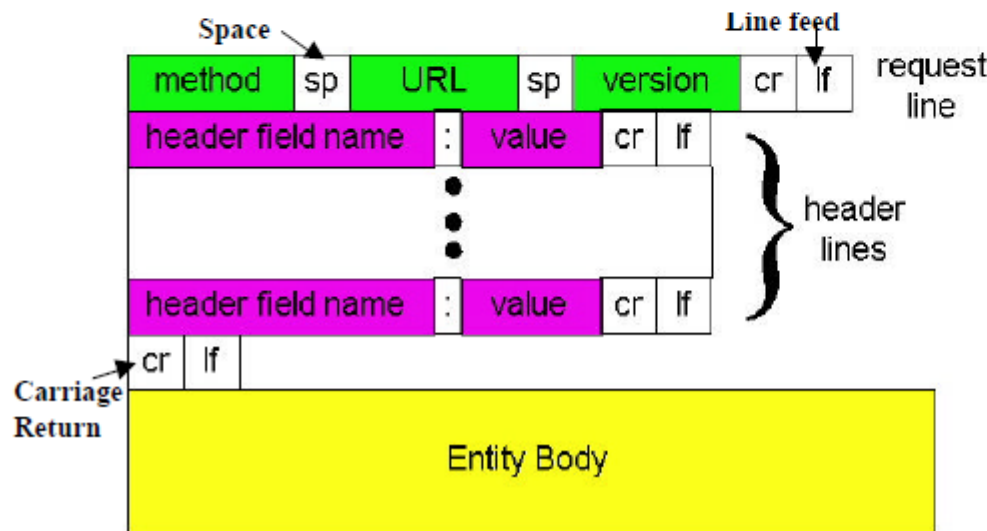 Space
Line feed
method sp URL sp version cr lf
request
line
header field name : value cr lf
header
lines
header field name : value cr lf
cr lf
Carriage
Return
Entity Body